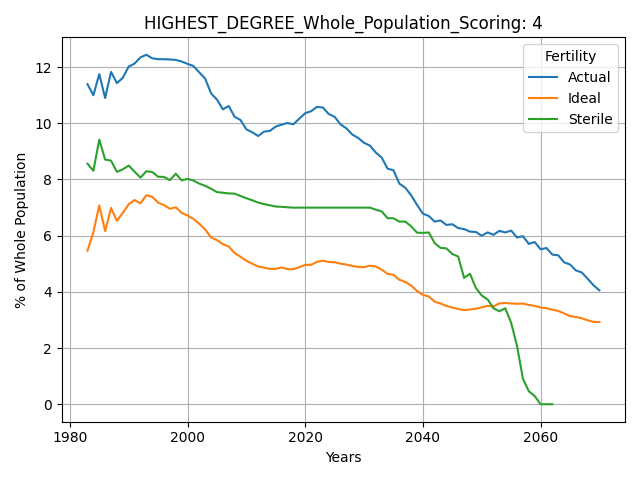 HIGHEST_DEGREE_Whole_Population_Scoring: 4
% of Whole Population
12
10
8
6
4
2
0
Fertility
Actual
Ideal
Sterile
1980
2000
2020
2040
2060
Years